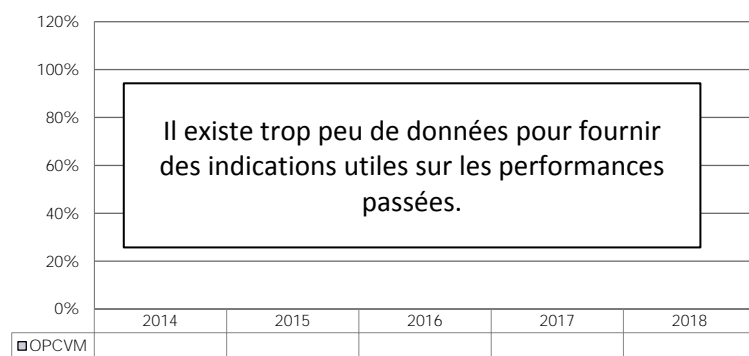 120%
100%
80%
60%
40%
20%
0%
Il existe trop peu de données pour fournir
des indications utiles sur les performances
passées.
2014 2015 2016 2017 2018
OPCVM